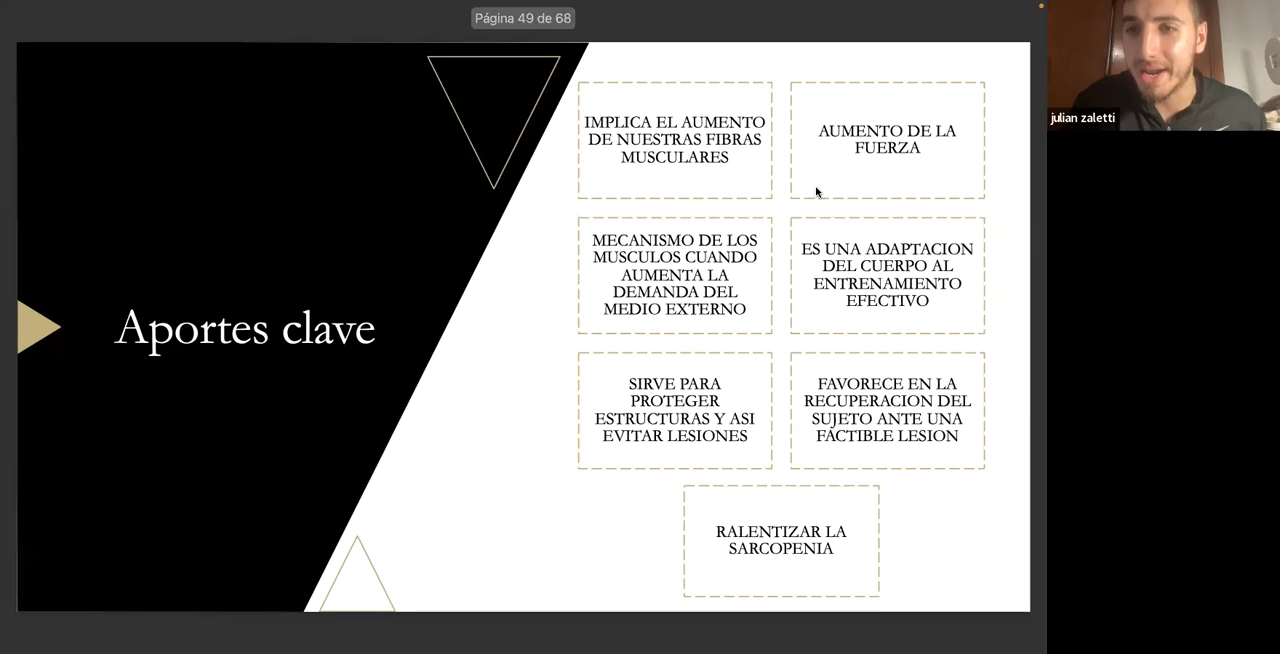 Página 49 de 68
julian zaletti
Aportes clave
IMPLICA EL AUMENTO
DE NUESTRAS FIBRAS
MUSCULARES
AUMENTO DE LA
FUERZA
MECANISMO DE LOS
MUSCULOS CUANDO
AUMENTA LA
DEMANDA DEL
MEDIO EXTERNO
ES UNA ADAPTACION
DEL CUERPO AL
ENTRENAMIENTO
EFECTIVO
SIRVE PARA
PROTEGER
ESTRUCTURAS Y ASI
EVITAR LESIONES
FAVORECE EN LA
RECUPERACION DEL
SUJETO ANTE UNA
FACTIBLE LESION
RALENTIZAR LA
SARCOPENIA